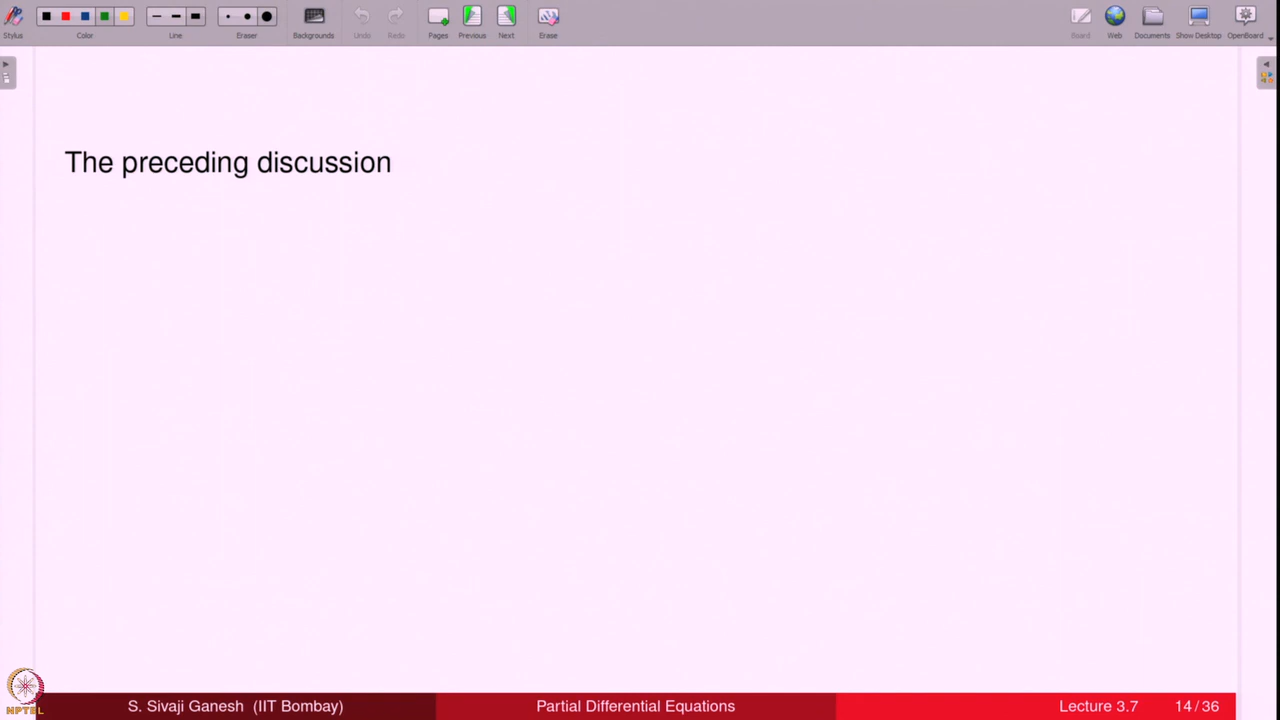 Stylus
Color
Line
Eraser
Backgrounds
Undo
Redo
Pages
Previous
Next
Erase
Board
Web
Documents
Show Desktop
OpenBoard
The preceding discussion
NPTEL
S. Sivaji Ganesh (IIT Bombay)
Partial Differential Equations
Lecture 3.7
14/36